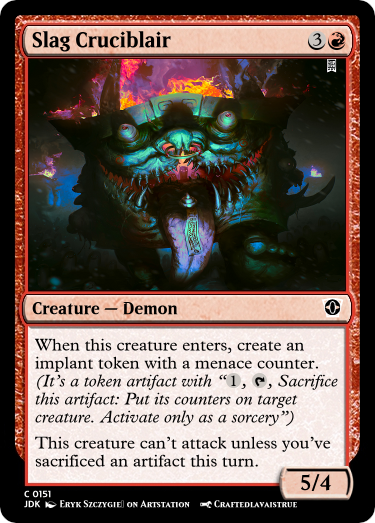 Slag Cruciblair 3
Creature — Demon
When this creature enters, create an
implant token with a menace counter.
(It's a token artifact with “1, , Sacrifice
this artifact: Put its counters on target
creature. Activate only as a sorcery”)
This creature can't attack unless you've
sacrificed an artifact this turn.
5/4
C 0151
JDK Eryk Szczygieł on Artstation Craftedlavaistrue